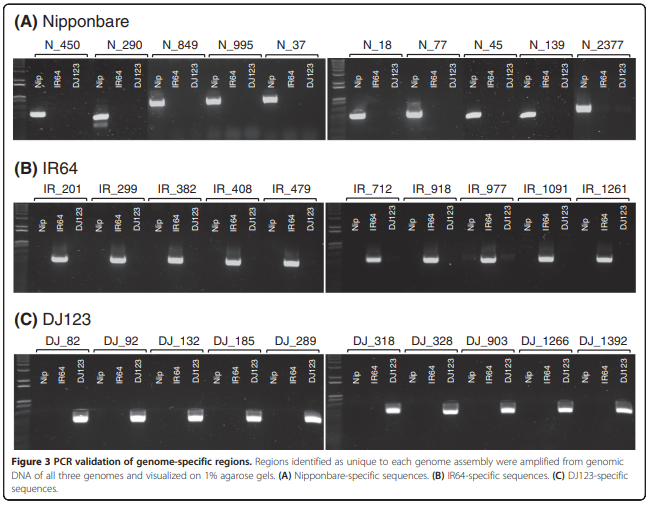 (A) Nipponbare
N_450 N_290 N_849 N_995 N_37 N_18 N_77 N_45 N_139 N_2377
Nip IR64 DJ123 Nip IR64 DJ123 Nip IR64 DJ123 Nip IR64 DJ123 Nip IR64 DJ123 Nip IR64 DJ123 Nip IR64 DJ123 Nip IR64 DJ123 Nip IR64 DJ123 Nip IR64 DJ123
(B) IR64
IR_201 IR_299 IR_382 IR_408 IR_479 IR_712 IR_918 IR_977 IR_1091 IR_1261
Nip IR64 DJ123 Nip IR64 DJ123 Nip IR64 DJ123 Nip IR64 DJ123 Nip IR64 DJ123 Nip IR64 DJ123 Nip IR64 DJ123 Nip IR64 DJ123 Nip IR64 DJ123 Nip IR64 DJ123
(C) DJ123
DJ_82 DJ_92 DJ_132 DJ_185 DJ_289 DJ_318 DJ_328 DJ_903 DJ_1266 DJ_1392
Nip IR64 DJ123 Nip IR64 DJ123 Nip IR64 DJ123 Nip IR64 DJ123 Nip IR64 DJ123 Nip IR64 DJ123 Nip IR64 DJ123 Nip IR64 DJ123 Nip IR64 DJ123 Nip IR64 DJ123
Figure 3 PCR validation of genome-specific regions. Regions identified as unique to each genome assembly were amplified from genomic
DNA of all three genomes and visualized on 1% agarose gels. (A) Nipponbare-specific sequences. (B) IR64-specific sequences. (C) DJ123-specific
sequences.